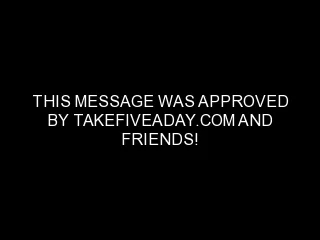 THIS MESSAGE WAS APPROVED
BY TAKEFIVEADAY.COM AND
FRIENDS!